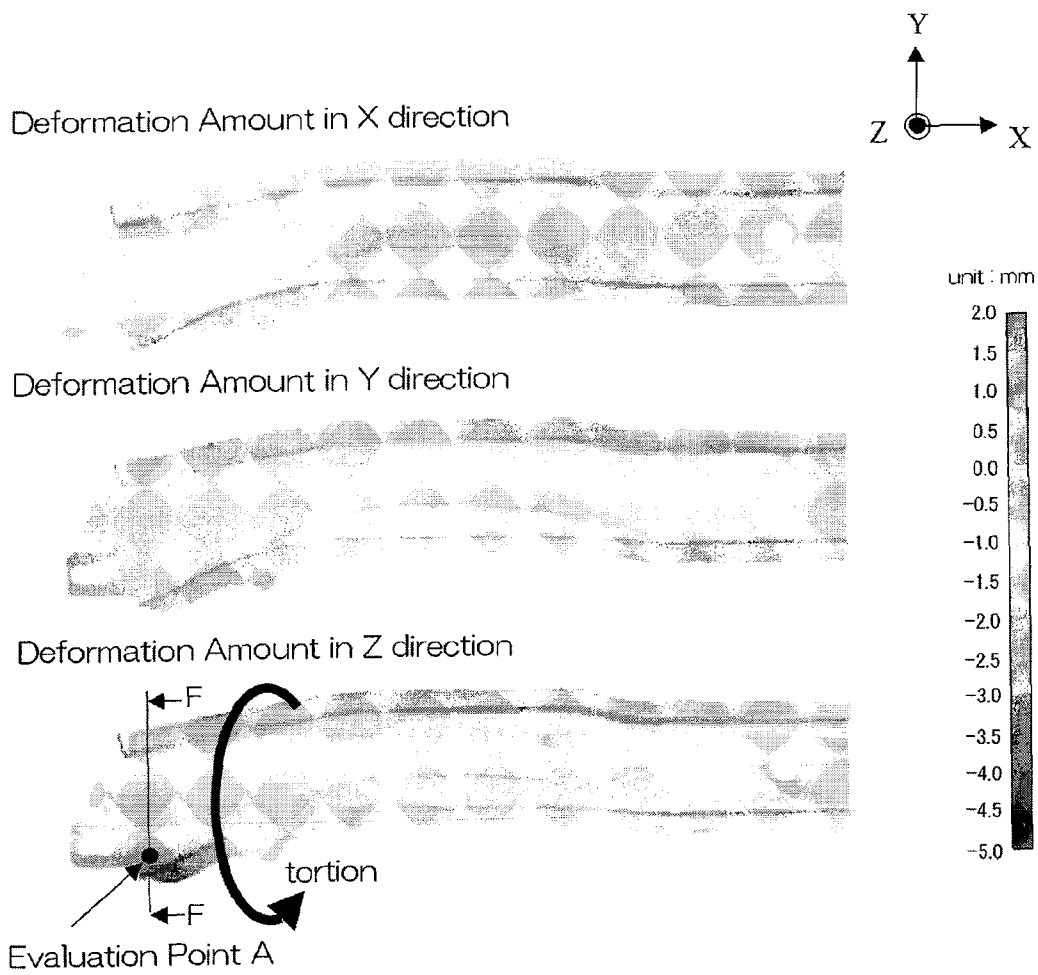 Y
Z
X
Deformation Amount in X direction
unit : mm
2.0
1.5
1.0
0.5
0.0
-0.5
-1.0
-1.5
-2.0
-2.5
-3.0
-3.5
-4.0
-4.5
-5.0
Deformation Amount in Y direction
Deformation Amount in Z direction
F
tortion
F
Evaluation Point A